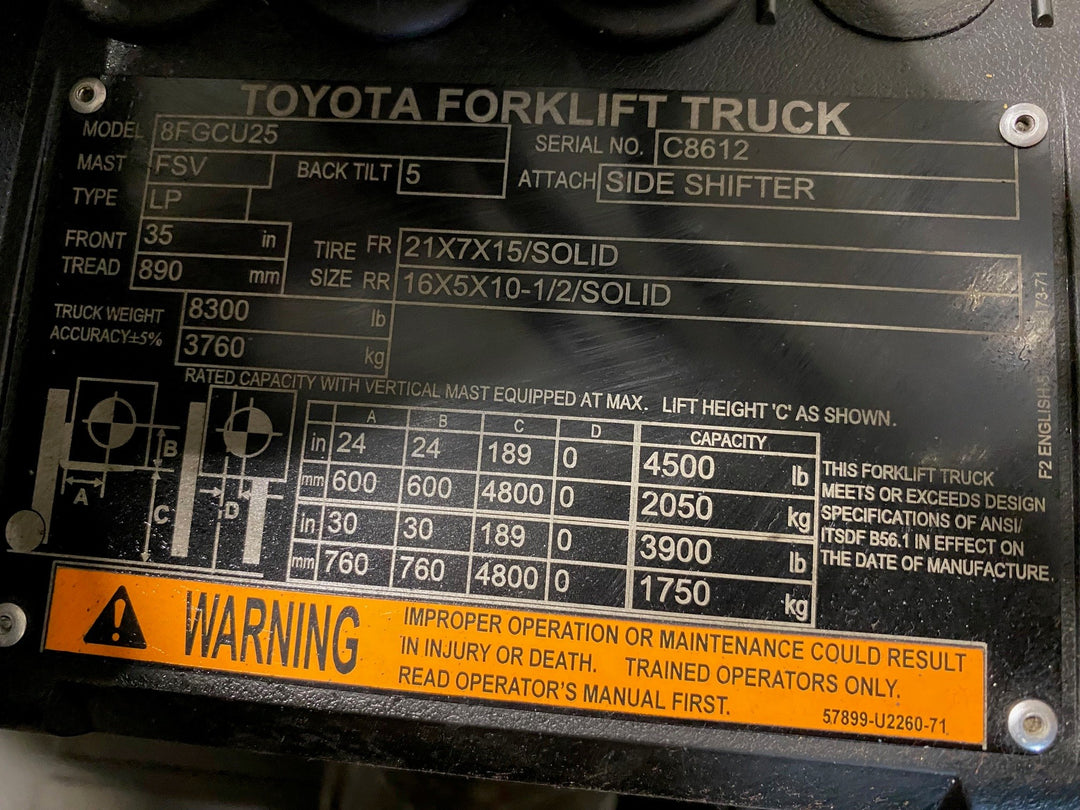 TOYOTA FORKLIFT TRUCK
MODEL 8FGCU25 SERIAL NO. C8612
MAST FSV BACK TILT 5 ATTACH SIDE SHIFTER
TYPE LP
FRONT TREAD 35 in
890 mm
TIRE SIZE FR 21X7X15/SOLID
RR 16X5X10-1/2/SOLID
TRUCK WEIGHT 8300 lb
ACCURACY±5% 3760 kg
RATED CAPACITY WITH VERTICAL MAST EQUIPPED AT MAX. LIFT HEIGHT 'C' AS SHOWN.
A B C D CAPACITY
in 24 24 189 0 4500 lb
mm 600 600 4800 0 2050 kg
in 30 30 189 0 3900 lb
mm 760 760 4800 0 1750 kg
A B C D
THIS FORKLIFT TRUCK
MEETS OR EXCEEDS DESIGN
SPECIFICATIONS OF ANSI/
ITSDF B56.1 IN EFFECT ON
THE DATE OF MANUFACTURE.
F2 ENGLISH
WARNING
IMPROPER OPERATION OR MAINTENANCE COULD RESULT
IN INJURY OR DEATH. TRAINED OPERATORS ONLY.
READ OPERATOR'S MANUAL FIRST.
57899-U2260-71